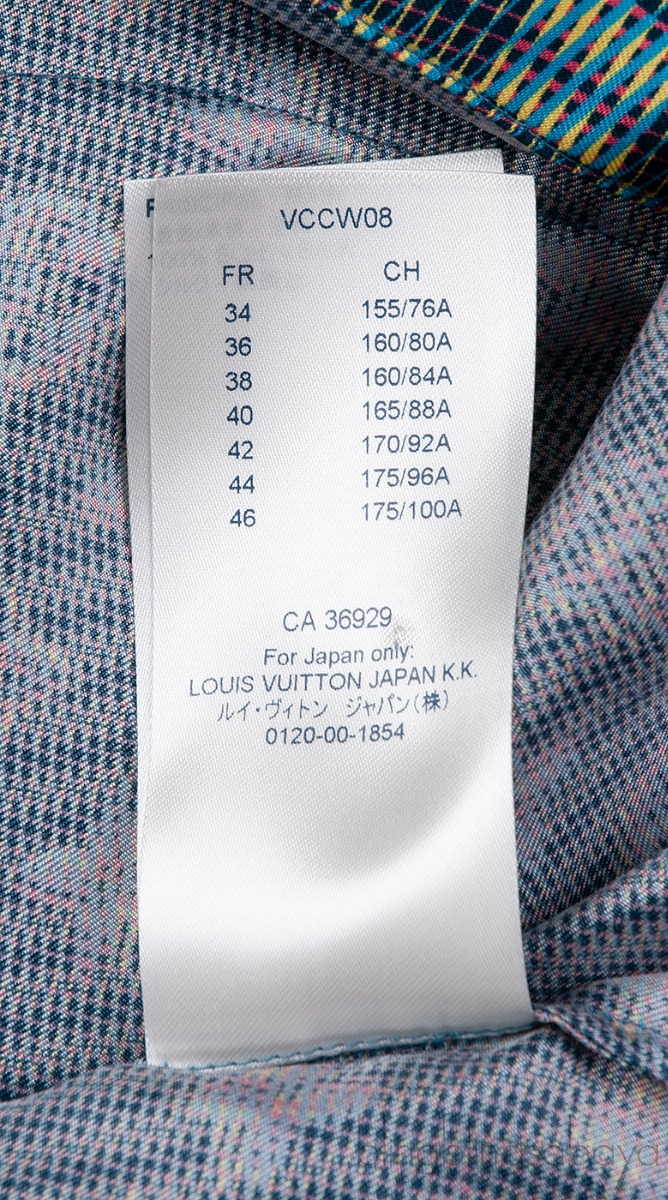 VCCW08
FR CH
34 155/76A
36 160/80A
38 160/84A
40 165/88A
42 170/92A
44 175/96A
46 175/100A
CA 36929
For Japan only:
LOUIS VUITTON JAPAN K.K.
ルイ・ヴィトン ジャパン(株)
0120-00-1854